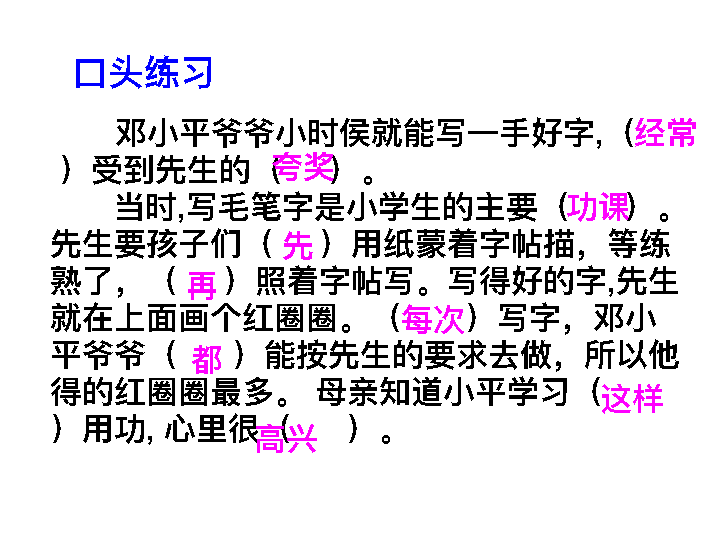 口头练习
邓小平爷爷小时侯就能写一手好字,（经常
）受到先生的（夸奖）。
当时,写毛笔字是小学生的主要（功课）。
先生要孩子们（先）用纸蒙着字帖描，等练
熟了，（再）照着字帖写。写得好的字,先生
就在上面画个红圈圈。（每次）写字，邓小
平爷爷（都）能按先生的要求去做，所以他
得的红圈圈最多。母亲知道小平学习（这样
）用功, 心里很（高兴）。